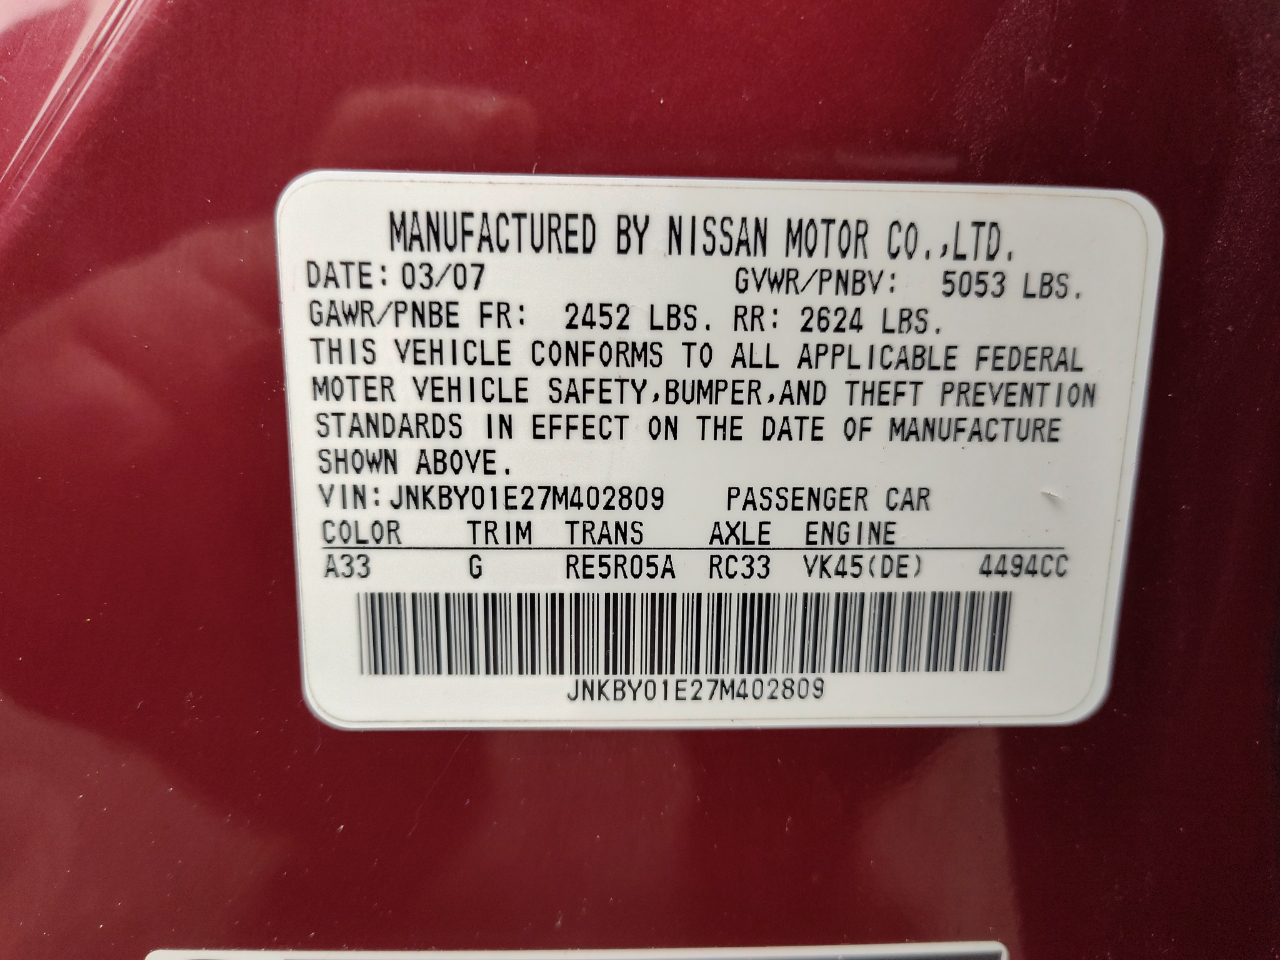 MANUFACTURED BY NISSAN MOTOR CO.,LTD.
DATE: 03/07 GVWR/PNBV: 5053 LBS.
GAWR/PNBE FR: 2452 LBS. RR: 2624 LBS.
THIS VEHICLE CONFORMS TO ALL APPLICABLE FEDERAL
MOTER VEHICLE SAFETY,BUMPER,AND THEFT PREVENTION
STANDARDS IN EFFECT ON THE DATE OF MANUFACTURE
SHOWN ABOVE.
VIN:JNKBY01E27M402809 PASSENGER CAR
COLOR TRIM TRANS AXLE ENGINE
A33 G RE5R05A RC33 VK45(DE) 4494CC
JNKBY01E27M402809